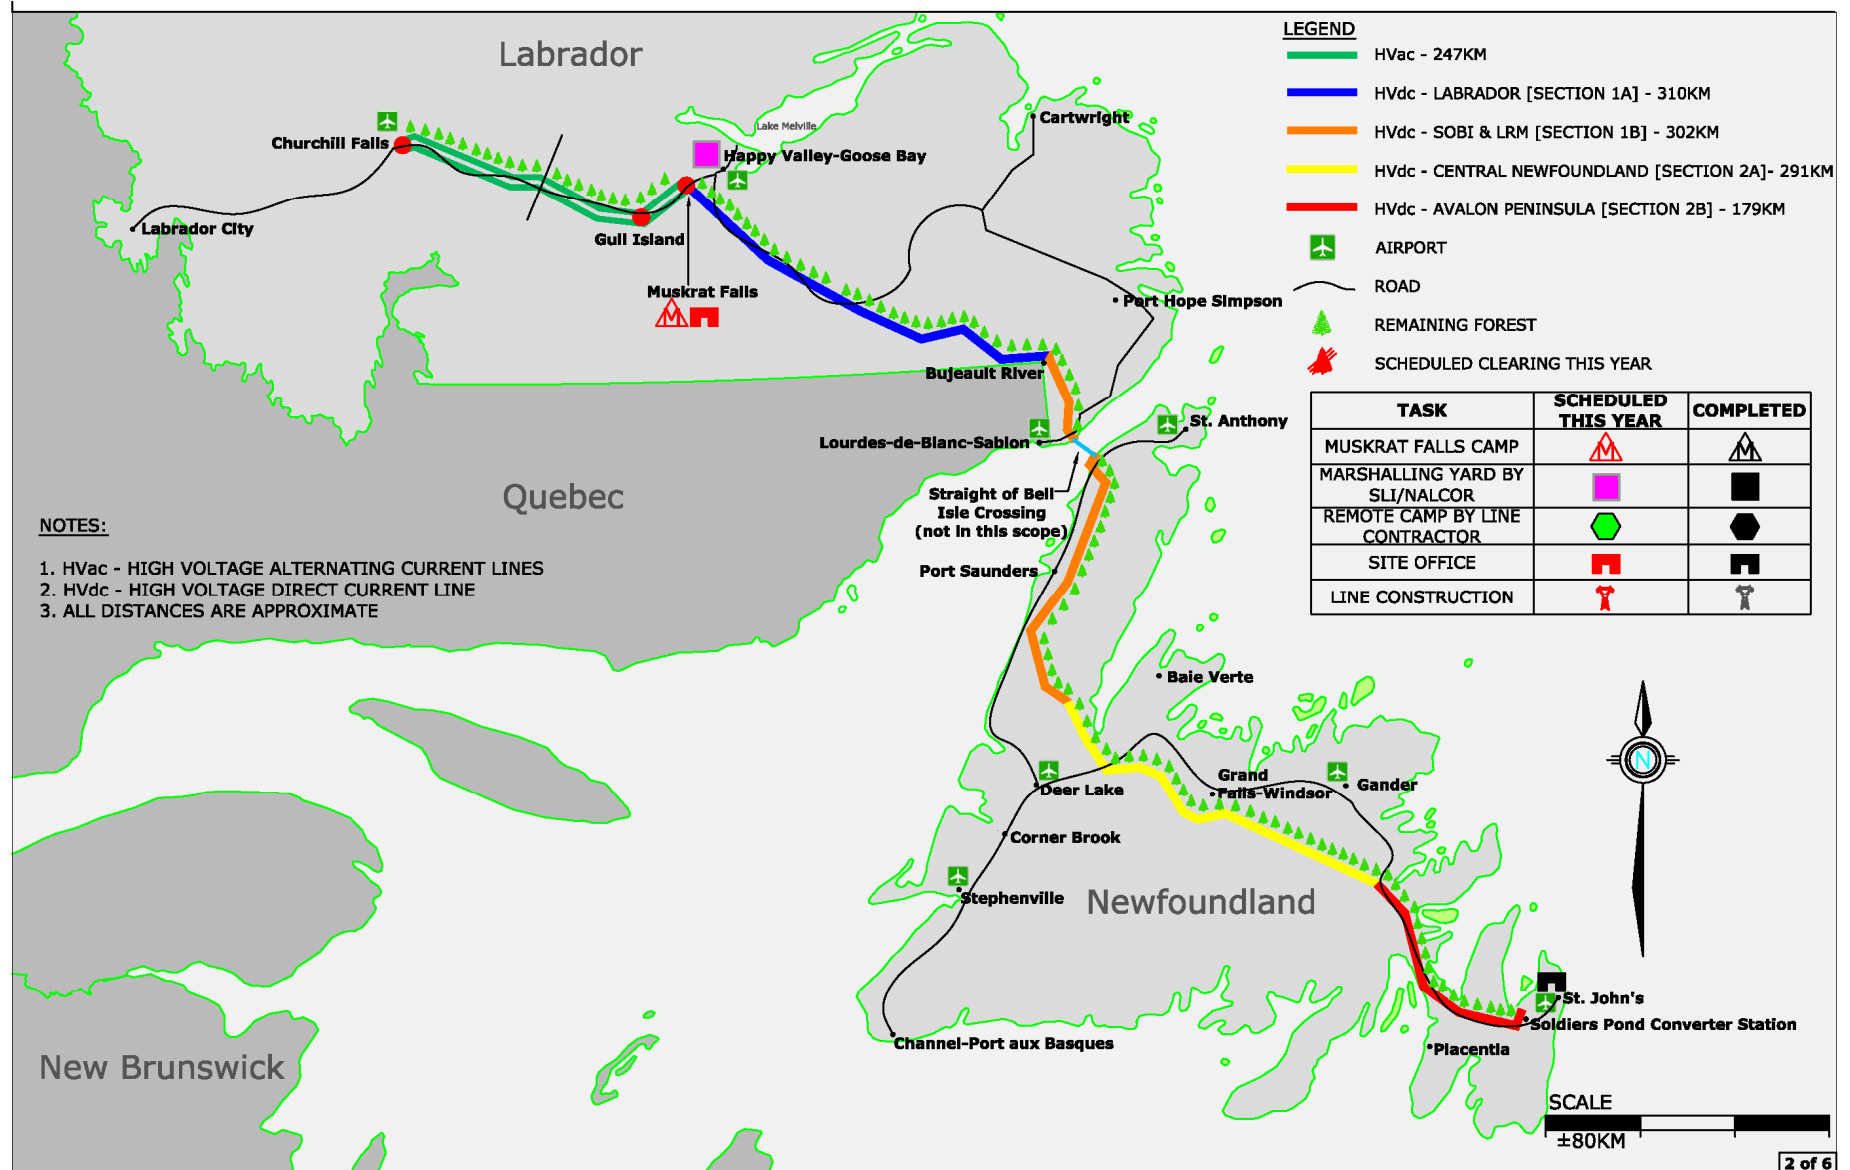 Labrador
Churchill Falls
Lake Melville
Happy Valley-Goose Bay
Cartwright
Labrador City
Gull Island
Muskrat Falls
Port Hope Simpson
Bujeault River
Lourdes-de-Blanc-Sablon
St. Anthony
Quebec
Straight of Bell
Isle Crossing
(not in this scope)
Port Saunders
NOTES:
1. HVac - HIGH VOLTAGE ALTERNATING CURRENT LINES
2. HVdc - HIGH VOLTAGE DIRECT CURRENT LINE
3. ALL DISTANCES ARE APPROXIMATE
Baie Verte
Deer Lake
Grand
Falls-Windsor
Gander
Corner Brook
Stephenville
Newfoundland
St. John's
Soldiers Pond Converter Station
Placentia
Channel-Port aux Basques
New Brunswick
LEGEND
HVac - 247KM
HVdc - LABRADOR [SECTION 1A] - 310KM
HVdc - SOBI & LRM [SECTION 1B] - 302KM
HVdc - CENTRAL NEWFOUNDLAND [SECTION 2A]- 291KM
HVdc - AVALON PENINSULA [SECTION 2B] - 179KM
AIRPORT
ROAD
REMAINING FOREST
SCHEDULED CLEARING THIS YEAR
TASK
SCHEDULED
THIS YEAR
COMPLETED
MUSKRAT FALLS CAMP
MARSHALLING YARD BY
SLI/NALCOR
REMOTE CAMP BY LINE
CONTRACTOR
SITE OFFICE
LINE CONSTRUCTION
N
SCALE
±80KM
2 of 6